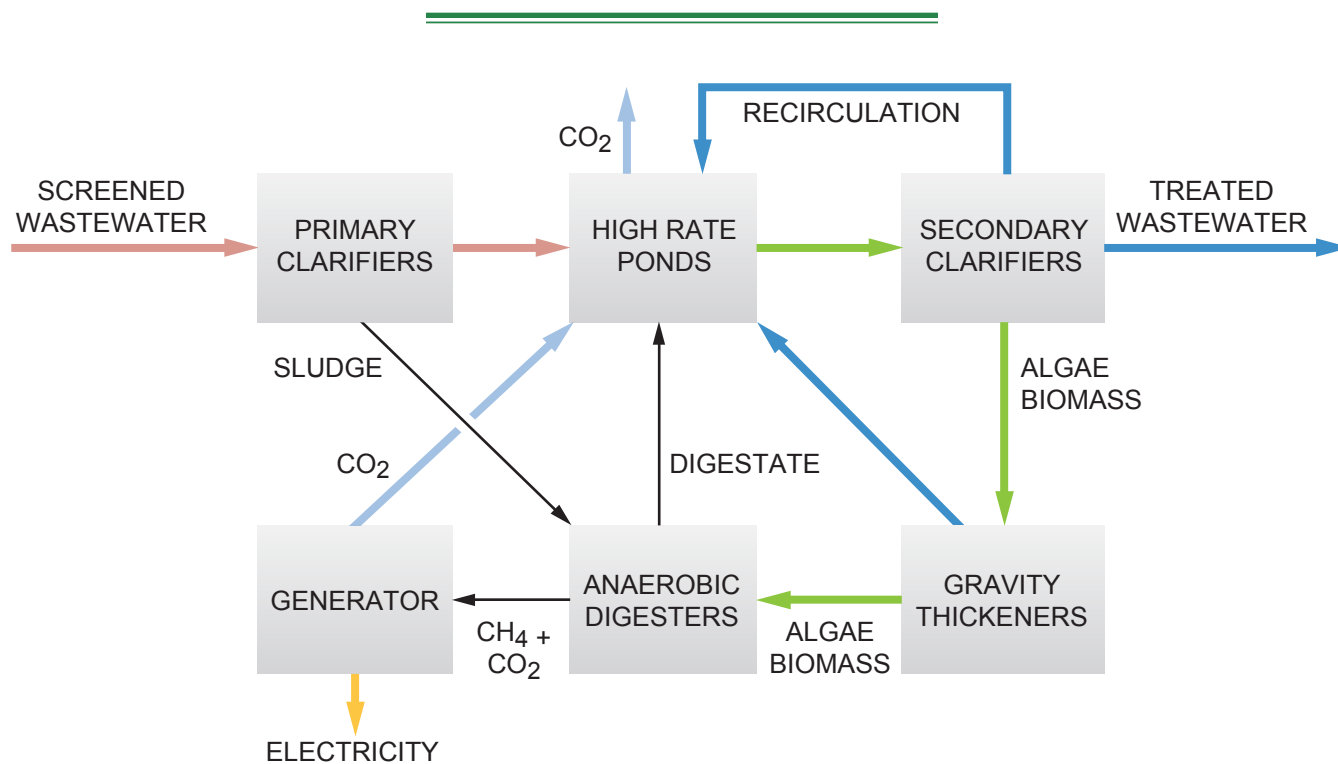 RECIRCULATION
CO2
SCREENED
WASTEWATER
PRIMARY
CLARIFIERS
HIGH RATE
PONDS
SECONDARY
CLARIFIERS
TREATED
WASTEWATER
SLUDGE
ALGAE
BIOMASS
CO2
DIGESTATE
GENERATOR
ANAEROBIC
DIGESTERS
GRAVITY
THICKENERS
CH4 +
CO2
ALGAE
BIOMASS
ELECTRICITY